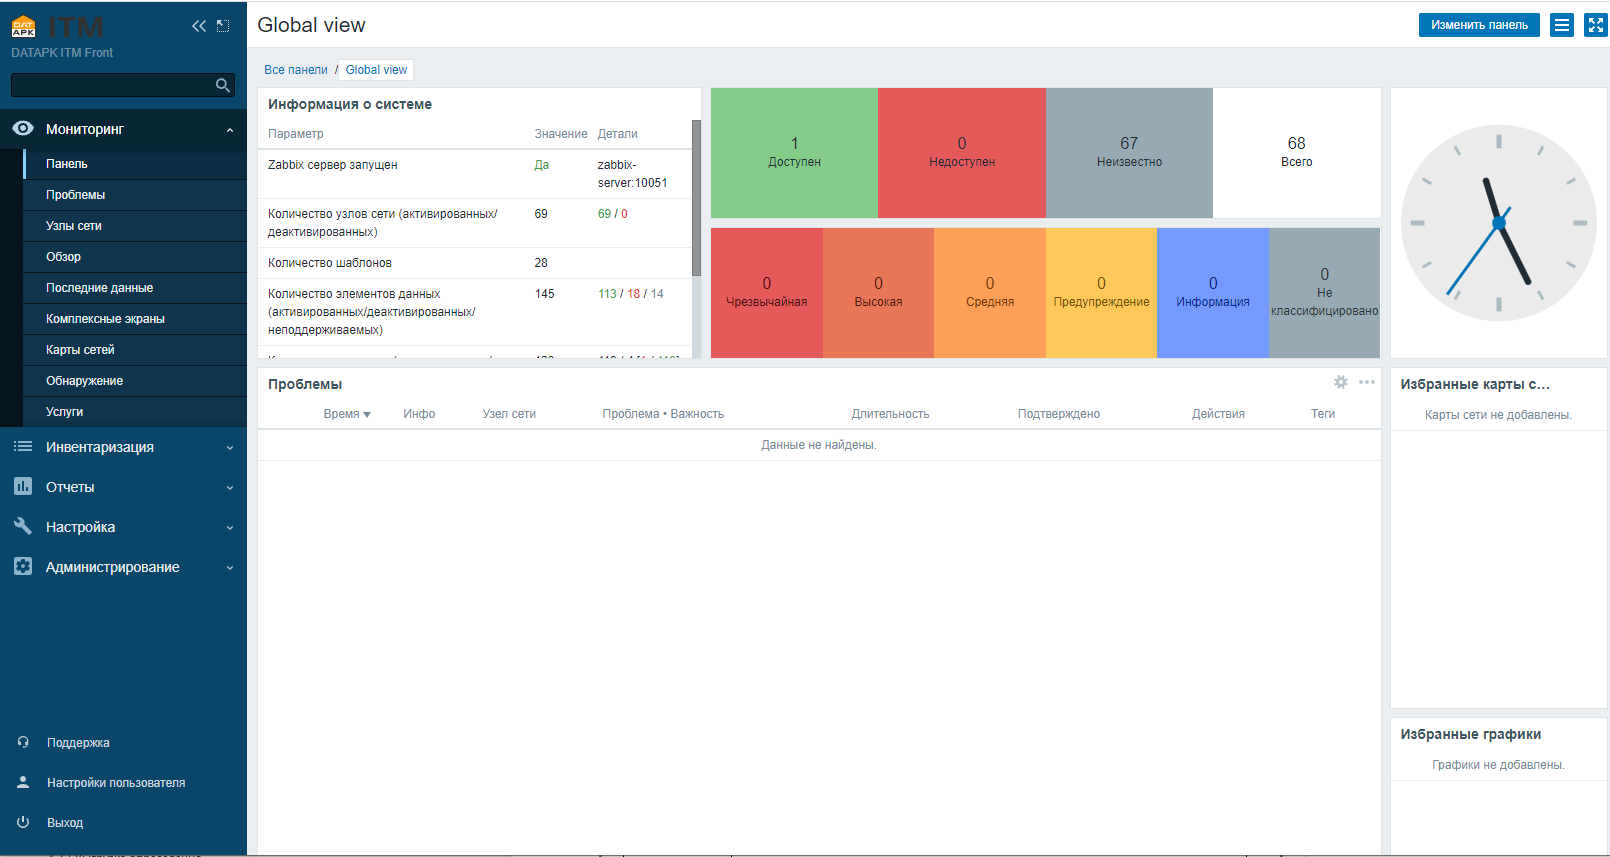 DAT
APK
ITM
DATAPK ITM Front
Мониторинг
Панель
Проблемы
Узлы сети
Обзор
Последние данные
Комплексные экраны
Карты сетей
Обнаружение
Услуги
Инвентаризация
Отчеты
Настройка
Администрирование
Поддержка
Настройки пользователя
Выход
Global view
Изменить панель
Все панели / Global view
Информация о системе
Параметр Значение Детали
Zabbix сервер запущен Да zabbix-
server:10051
Количество узлов сети (активированных/ 69 69 / 0
деактивированных)
Количество шаблонов 28
Количество элементов данных 145 113 / 18 / 14
(активированных/деактивированных/
неподдерживаемых)
1
Доступен
0
Недоступен
67
Неизвестно
68
Всего
0
Чрезвычайная
0
Высокая
0
Средняя
0
Предупреждение
0
Информация
0
Не
классифицировано
Проблемы
Время Инфо Узел сети Проблема • Важность Длительность Подтверждено Действия Теги
Данные не найдены.
Избранные карты с...
Карты сети не добавлены.
Избранные графики
Графики не добавлены.